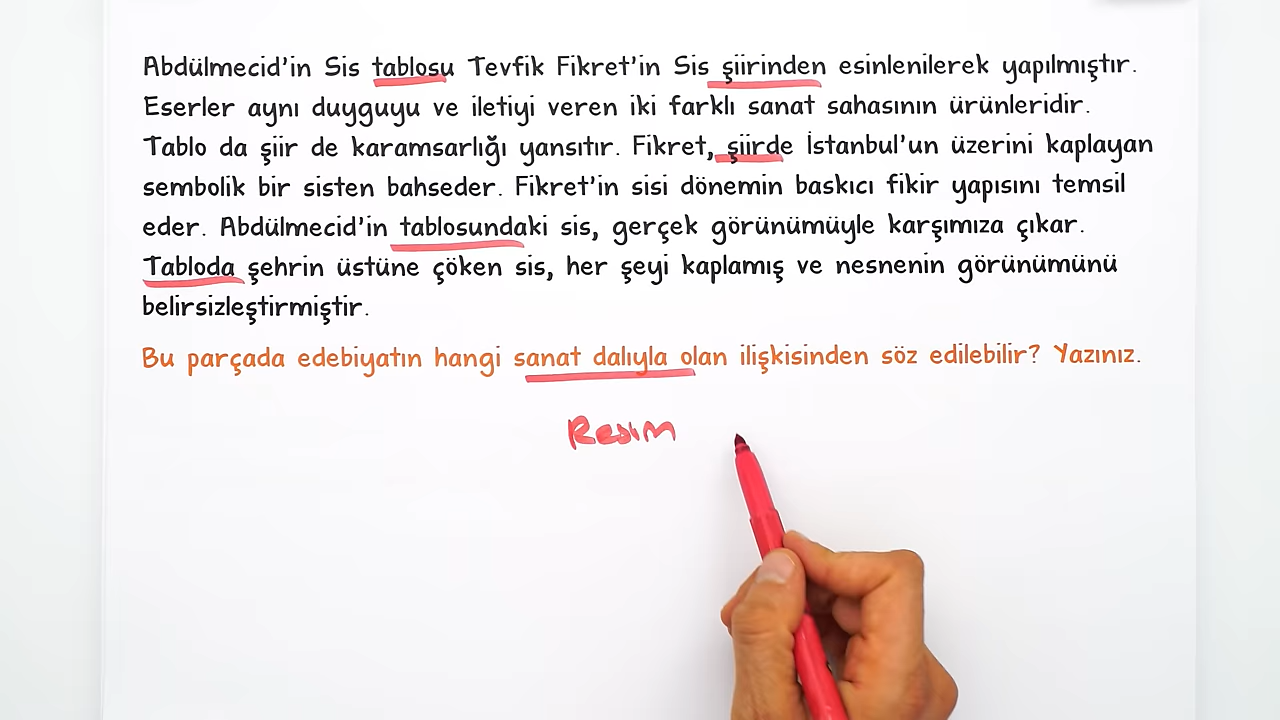 Abdülmecid'in Sis tablosu Tevfik Fikret'in Sis şiirinden esinlenilerek yapılmıştır.
Eserler aynı duyguyu ve iletiyi veren iki farklı sanat sahasının ürünleridir.
Tablo da şiir de karamsarlığı yansıtır. Fikret, şiirde İstanbul'un üzerini kaplayan
sembolik bir sisten bahseder. Fikret'in sisi dönemin baskıcı fikir yapısını temsil
eder. Abdülmecid'in tablosundaki sis, gerçek görünümüyle karşımıza çıkar.
Tabloda şehrin üstüne çöken sis, her şeyi kaplamış ve nesnenin görünümünü
belirsizleştirmiştir.
Bu parçada edebiyatın hangi sanat dalıyla olan ilişkisinden söz edilebilir? Yazınız.
Resim